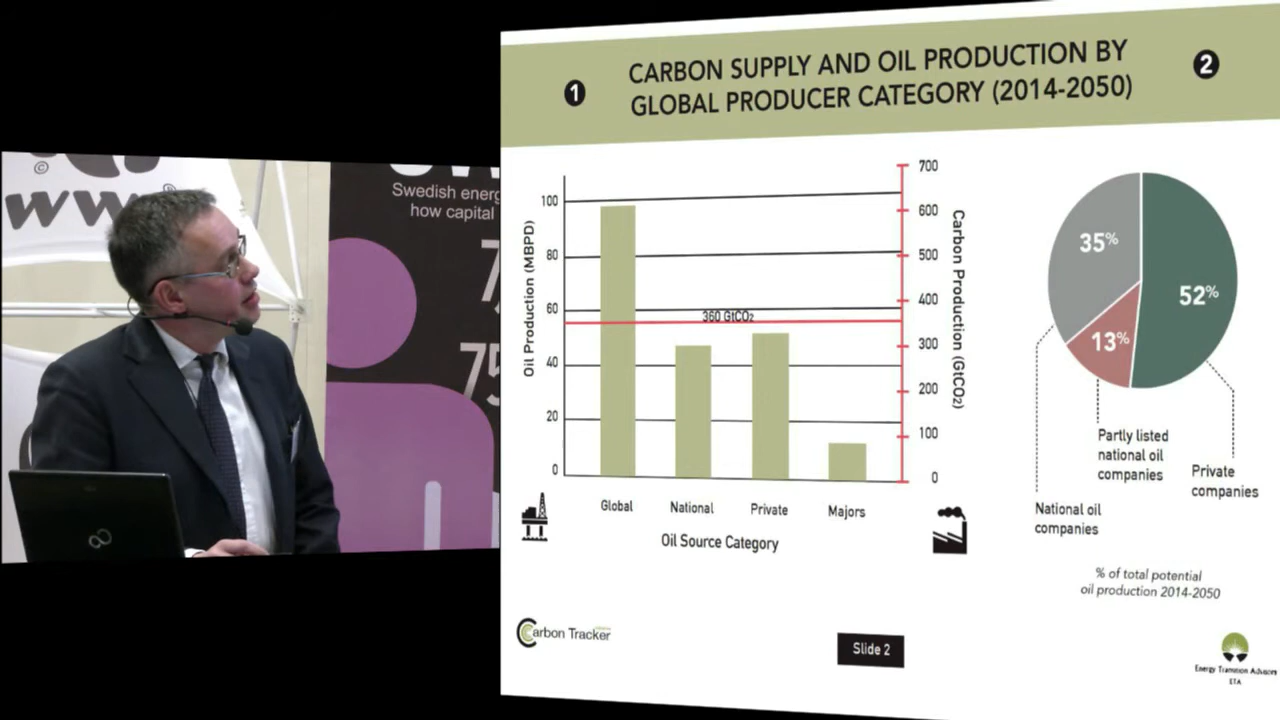 ©
©
ww
Swedish energ
how capital
7
75
1
CARBON SUPPLY AND OIL PRODUCTION BY
GLOBAL PRODUCER CATEGORY (2014-2050)
2
Oil Production (MBPD)
100
80
60
40
20
0
360 GtCO2
700
600
500
400
300
200
100
0
Carbon Production (GtCO2)
Global
National
Private
Majors
Oil Source Category
35%
52%
13%
Partly listed
national oil
companies
Private
companies
National oil
companies
% of total potential
oil production 2014-2050
Carbon Tracker
Slide 2
Energy Transition Advisors
ETA